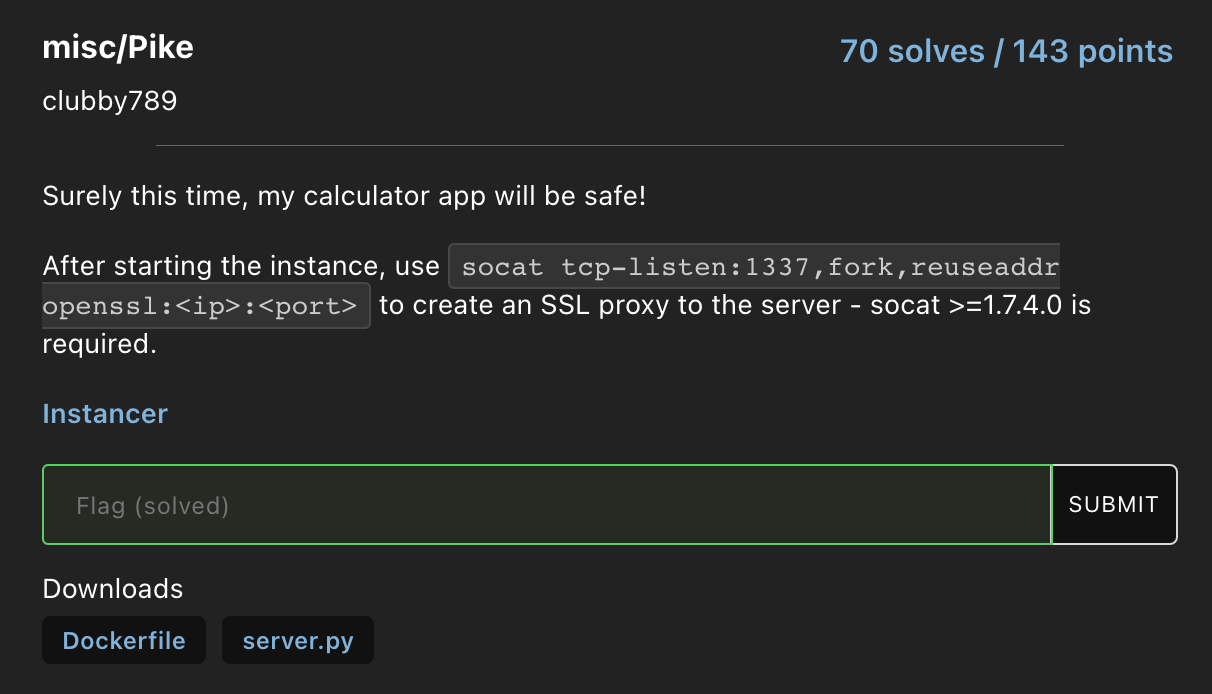 misc/Pike
70 solves / 143 points
clubby789
Surely this time, my calculator app will be safe!
After starting the instance, use socat tcp-listen:1337,fork,reuseaddr
openssl:<ip>:<port> to create an SSL proxy to the server - socat >=1.7.4.0 is
required.
Instancer
Flag (solved)
SUBMIT
Downloads
Dockerfile
server.py